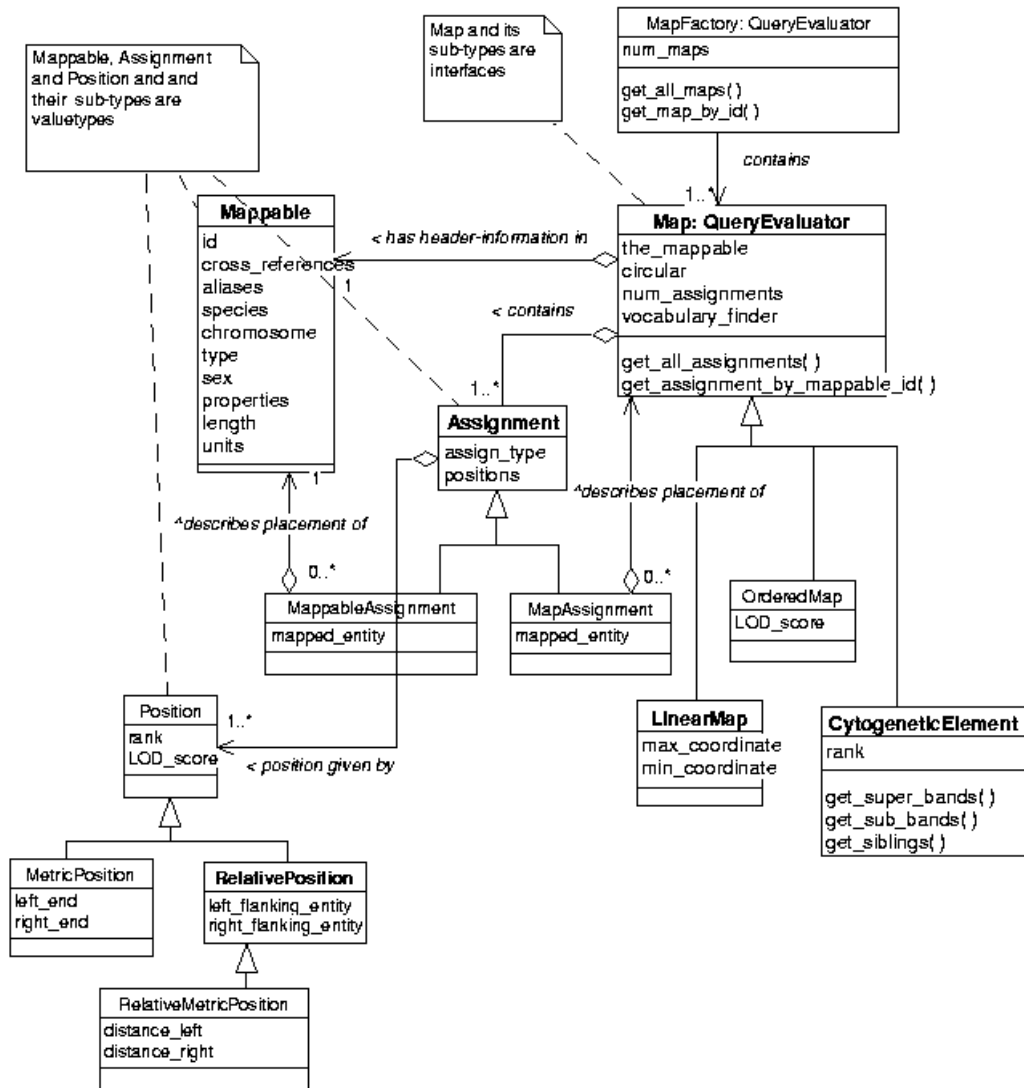 Mappable, Assignment
and Position and and
their sub-types are
valuetypes
Map and its
sub-types are
interfaces
MapFactory: QueryEvaluator
num_maps
get_all_maps( )
get_map_by_id( )
contains
1..*
Mappable
id
cross_references
aliases
species
chromosome
type
sex
properties
length
units
1
< has header-information in
Map: QueryEvaluator
the_mappable
circular
num_assignments
vocabulary_finder
get_all_assignments( )
get_assignment_by_mappable_id( )
< contains
1..*
Assignment
assign_type
positions
1
^describes placement of
^describes placement of
0..*
0..*
MappableAssignment
mapped_entity
MapAssignment
mapped_entity
OrderedMap
LOD_score
Position
rank
LOD_score
1..*
< position given by
LinearMap
max_coordinate
min_coordinate
CytogeneticElement
rank
get_super_bands( )
get_sub_bands( )
get_siblings( )
MetricPosition
left_end
right_end
RelativePosition
left_flanking_entity
right_flanking_entity
RelativeMetricPosition
distance_left
distance_right